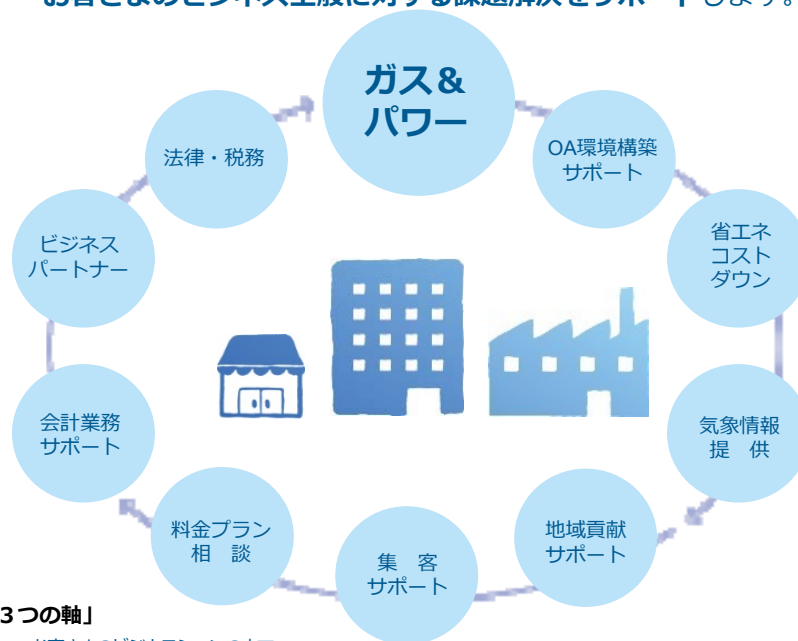 お客さまのビジネス全般に対する課題解決をサポートします。
ガス＆
パワー
法律・税務
OA環境構築
サポート
ビジネス
パートナー
省エネ
コスト
ダウン
会計業務
サポート
気象情報
提　供
料金プラン
相　談
地域貢献
サポート
集　客
サポート
３つの軸」